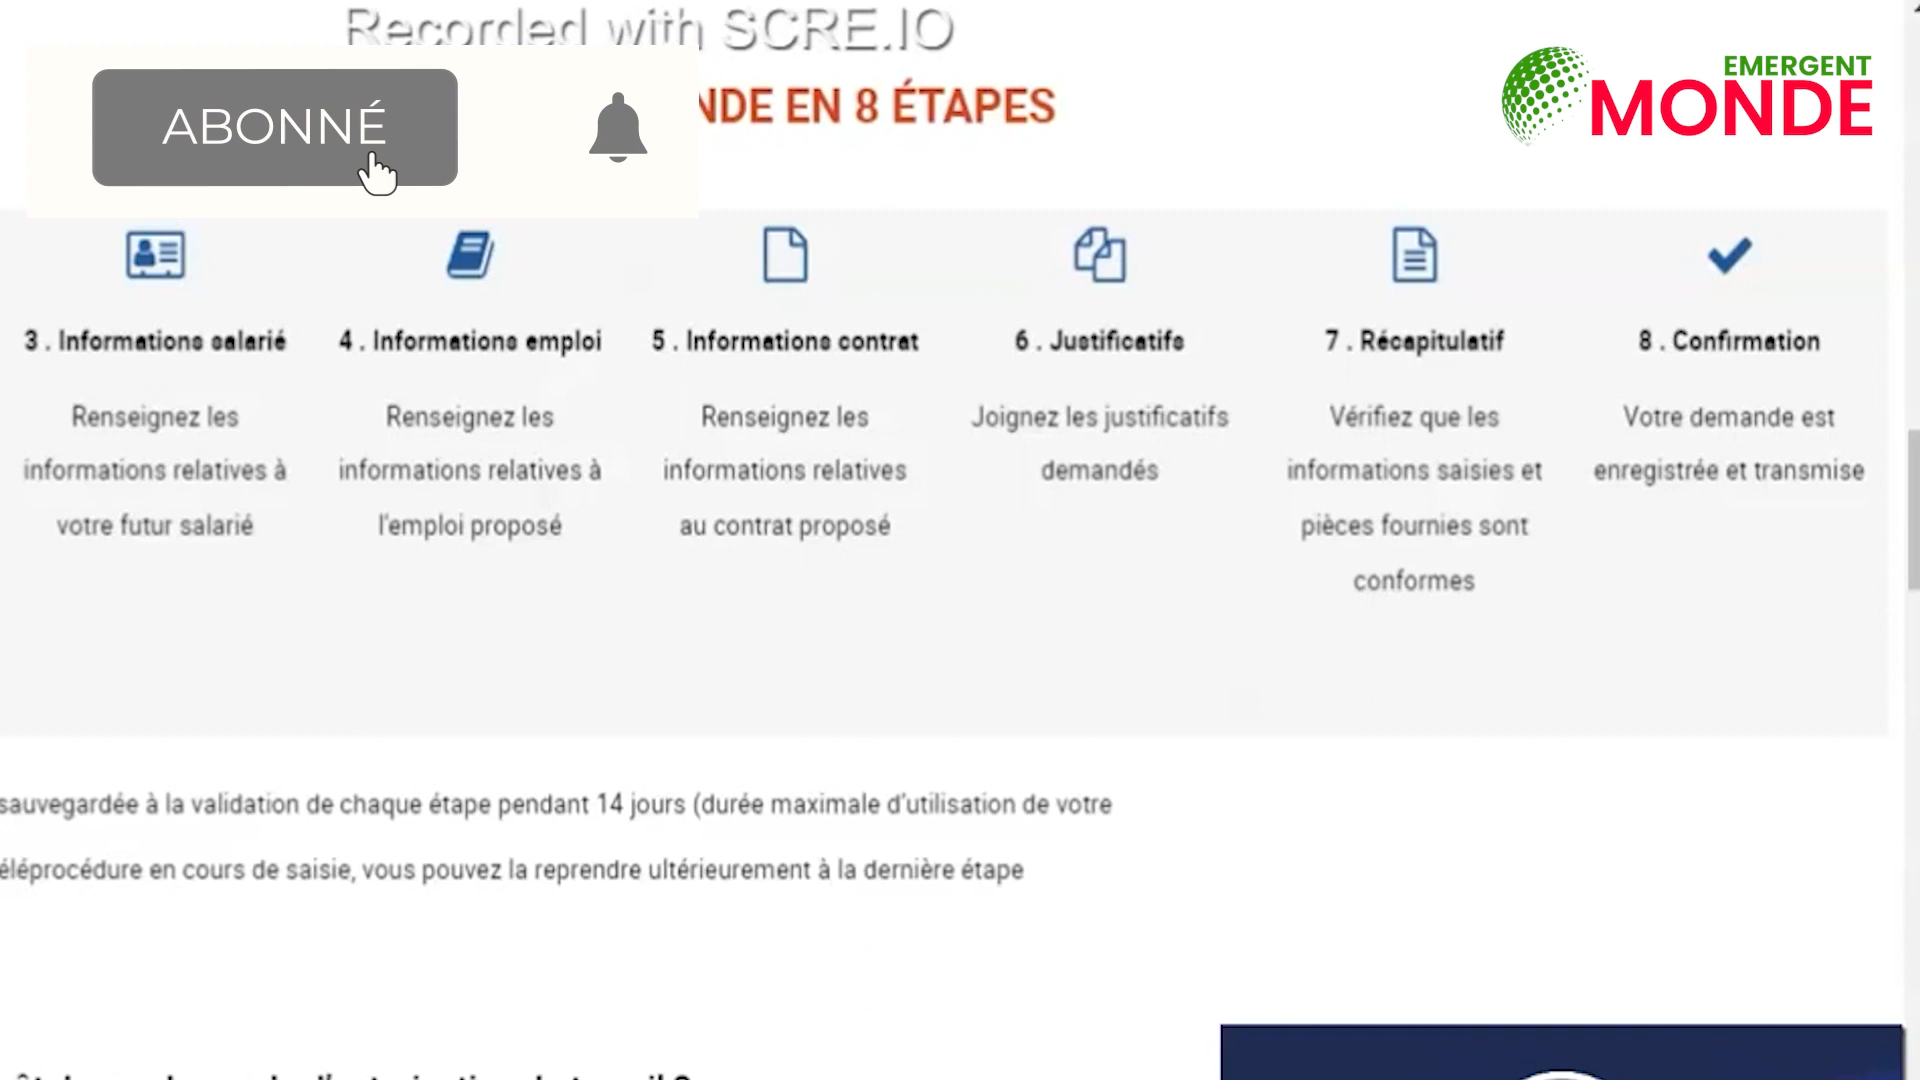 Recorded with SCRE.IO
EMERGENT
MONDE
ABONNÉ
NDE EN 8 ÉTAPES
3 . Informations salarié
Renseignez les
informations relatives à
votre futur salarié
4 . Informations emploi
Renseignez les
informations relatives à
l'emploi proposé
5 . Informations contrat
Renseignez les
informations relatives
au contrat proposé
6 . Justificatifs
Joignez les justificatifs
demandés
7 . Récapitulatif
Vérifiez que les
informations saisies et
pièces fournies sont
conformes
8 . Confirmation
Votre demande est
enregistrée et transmise
sauvegardée à la validation de chaque étape pendant 14 jours (durée maximale d'utilisation de votre
éléprocédure en cours de saisie, vous pouvez la reprendre ultérieurement à la dernière étape